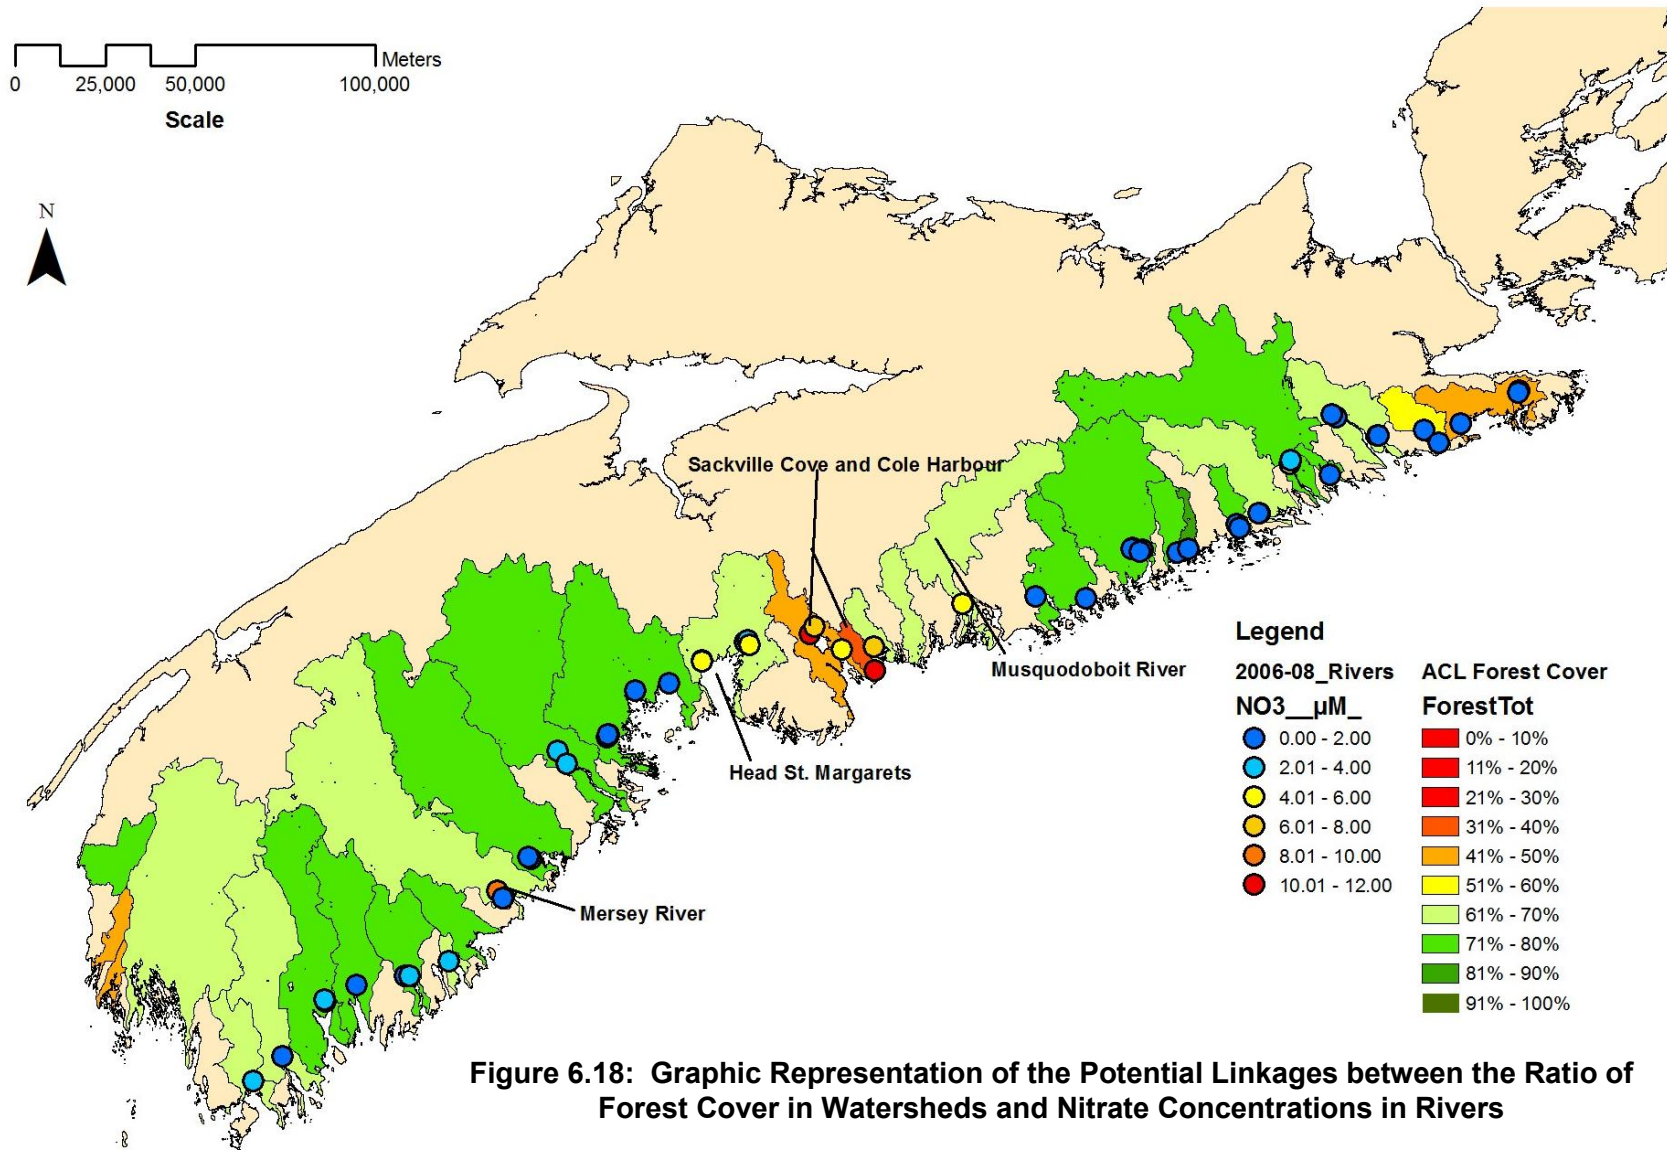 Meters
0 25,000 50,000 100,000
Scale
N
Sackville Cove and Cole Harbour
Musquodoboit River
Head St. Margarets
Mersey River
Legend
2006-08_Rivers ACL Forest Cover
NO3__µM_ ForestTot
0.00 - 2.00 0% - 10%
2.01 - 4.00 11% - 20%
4.01 - 6.00 21% - 30%
6.01 - 8.00 31% - 40%
8.01 - 10.00 41% - 50%
10.01 - 12.00 51% - 60%
61% - 70%
71% - 80%
81% - 90%
91% - 100%
Figure 6.18: Graphic Representation of the Potential Linkages between the Ratio of
Forest Cover in Watersheds and Nitrate Concentrations in Rivers